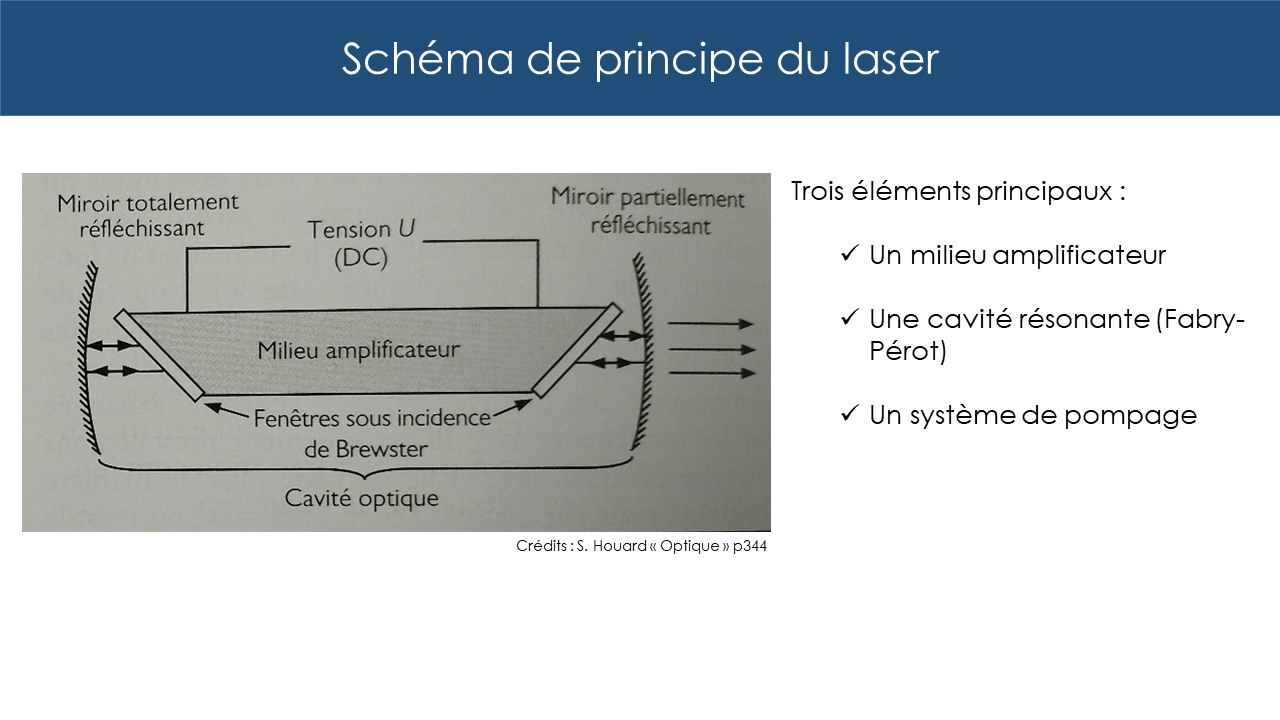 Schéma de principe du laser
Miroir totalement
réfléchissant
Tension U
(DC)
Miroir partiellement
réfléchissant
Milieu amplificateur
Fenêtres sous incidence
de Brewster
Cavité optique
Crédits : S. Houard « Optique » p344
Trois éléments principaux :
✓ Un milieu amplificateur
✓ Une cavité résonante (Fabry-
Pérot)
✓ Un système de pompage